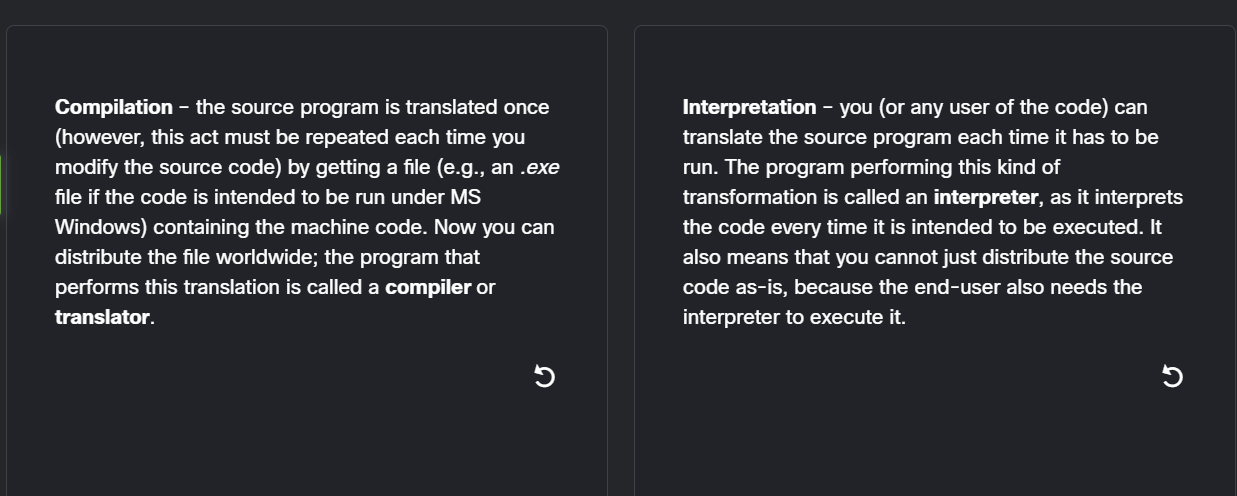 Compilation – the source program is translated once
(however, this act must be repeated each time you
modify the source code) by getting a file (e.g., an .exe
file if the code is intended to be run under MS
Windows) containing the machine code. Now you can
distribute the file worldwide; the program that
performs this translation is called a compiler or
translator.
Interpretation – you (or any user of the code) can
translate the source program each time it has to be
run. The program performing this kind of
transformation is called an interpreter, as it interprets
the code every time it is intended to be executed. It
also means that you cannot just distribute the source
code as-is, because the end-user also needs the
interpreter to execute it.